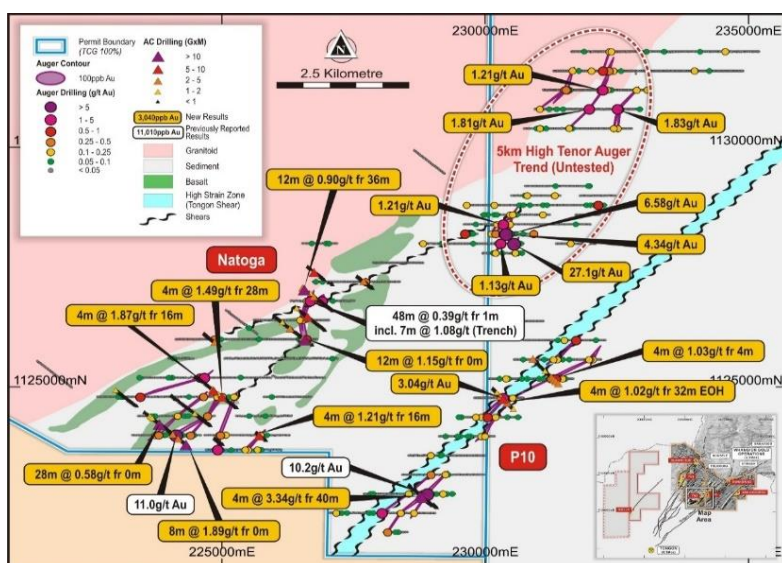 Permit Boundary
(TCG 100%)
Auger Contour
100ppb Au
Auger Drilling (g/t Au)
> 5
1 - 5
0.5 - 1
0.25 - 0.5
0.1 - 0.25
0.05 - 0.1
< 0.05
AC Drilling (GxM)
> 10
5 - 10
2 - 5
1 - 2
< 1
3,040ppb Au
New Results
11,010ppb Au
Previously Reported
Results
Granitoid
Sediment
Basalt
High Strain Zone
(Tongon Shear)
Shears
N
2.5 Kilometre
230000mE
235000mE
1130000mN
1.21g/t Au
1.81g/t Au
1.83g/t Au
5km High Tenor Auger
Trend (Untested)
12m @ 0.90g/t fr 36m
1.21g/t Au
6.58g/t Au
4.34g/t Au
27.1g/t Au
1.13g/t Au
Natoga
4m @ 1.49g/t fr 28m
4m @ 1.87g/t fr 16m
48m @ 0.39g/t fr 1m
incl. 7m @ 1.08g/t (Trench)
12m @ 1.15g/t fr 0m
4m @ 1.03g/t fr 4m
3.04g/t Au
4m @ 1.02g/t fr 32m EOH
1125000mN
1125000mN
4m @ 1.21g/t fr 16m
P10
10.2g/t Au
28m @ 0.58g/t fr 0m
11.0g/t Au
4m @ 3.34g/t fr 40m
8m @ 1.89g/t fr 0m
225000mE
230000mE
Map
Area